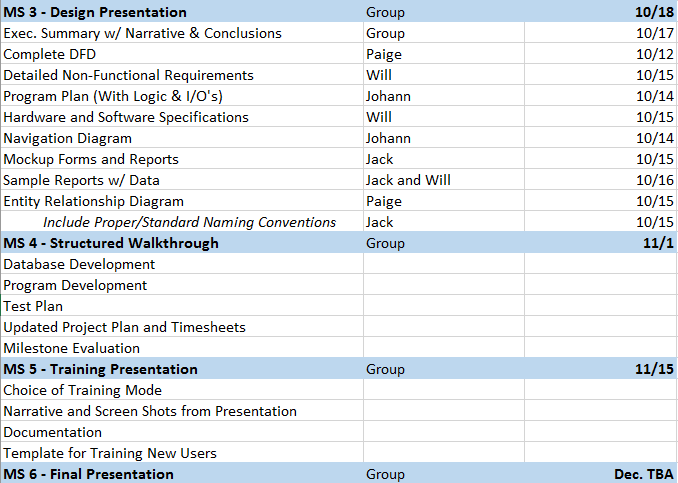 MS 3 - Design Presentation Group 10/18
Exec. Summary w/ Narrative & Conclusions Group 10/17
Complete DFD Paige 10/12
Detailed Non-Functional Requirements Will 10/15
Program Plan (With Logic & I/O's) Johann 10/14
Hardware and Software Specifications Will 10/15
Navigation Diagram Johann 10/14
Mockup Forms and Reports Jack 10/15
Sample Reports w/ Data Jack and Will 10/16
Entity Relationship Diagram Paige 10/15
Include Proper/Standard Naming Conventions Jack 10/15
MS 4 - Structured Walkthrough Group 11/1
Database Development
Program Development
Test Plan
Updated Project Plan and Timesheets
Milestone Evaluation
MS 5 - Training Presentation Group 11/15
Choice of Training Mode
Narrative and Screen Shots from Presentation
Documentation
Template for Training New Users
MS 6 - Final Presentation Group Dec. TBA